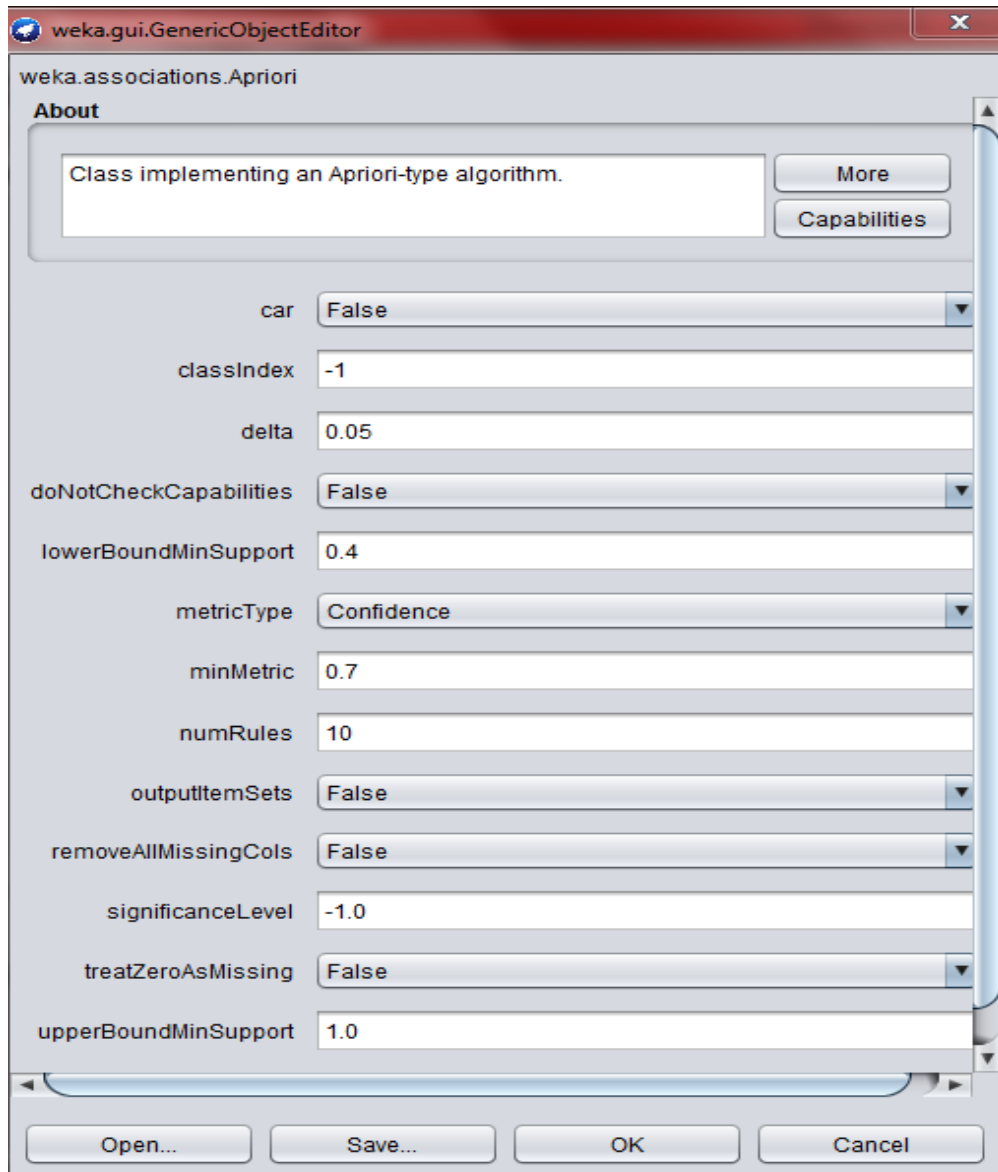 weka.gui.GenericObjectEditor
weka.associations.Apriori
About
Class implementing an Apriori-type algorithm.
More
Capabilities
car False
classIndex -1
delta 0.05
doNotCheckCapabilities False
lowerBoundMinSupport 0.4
metricType Confidence
minMetric 0.7
numRules 10
outputItemSets False
removeAllMissingCols False
significanceLevel -1.0
treatZeroAsMissing False
upperBoundMinSupport 1.0
Open... Save... OK Cancel